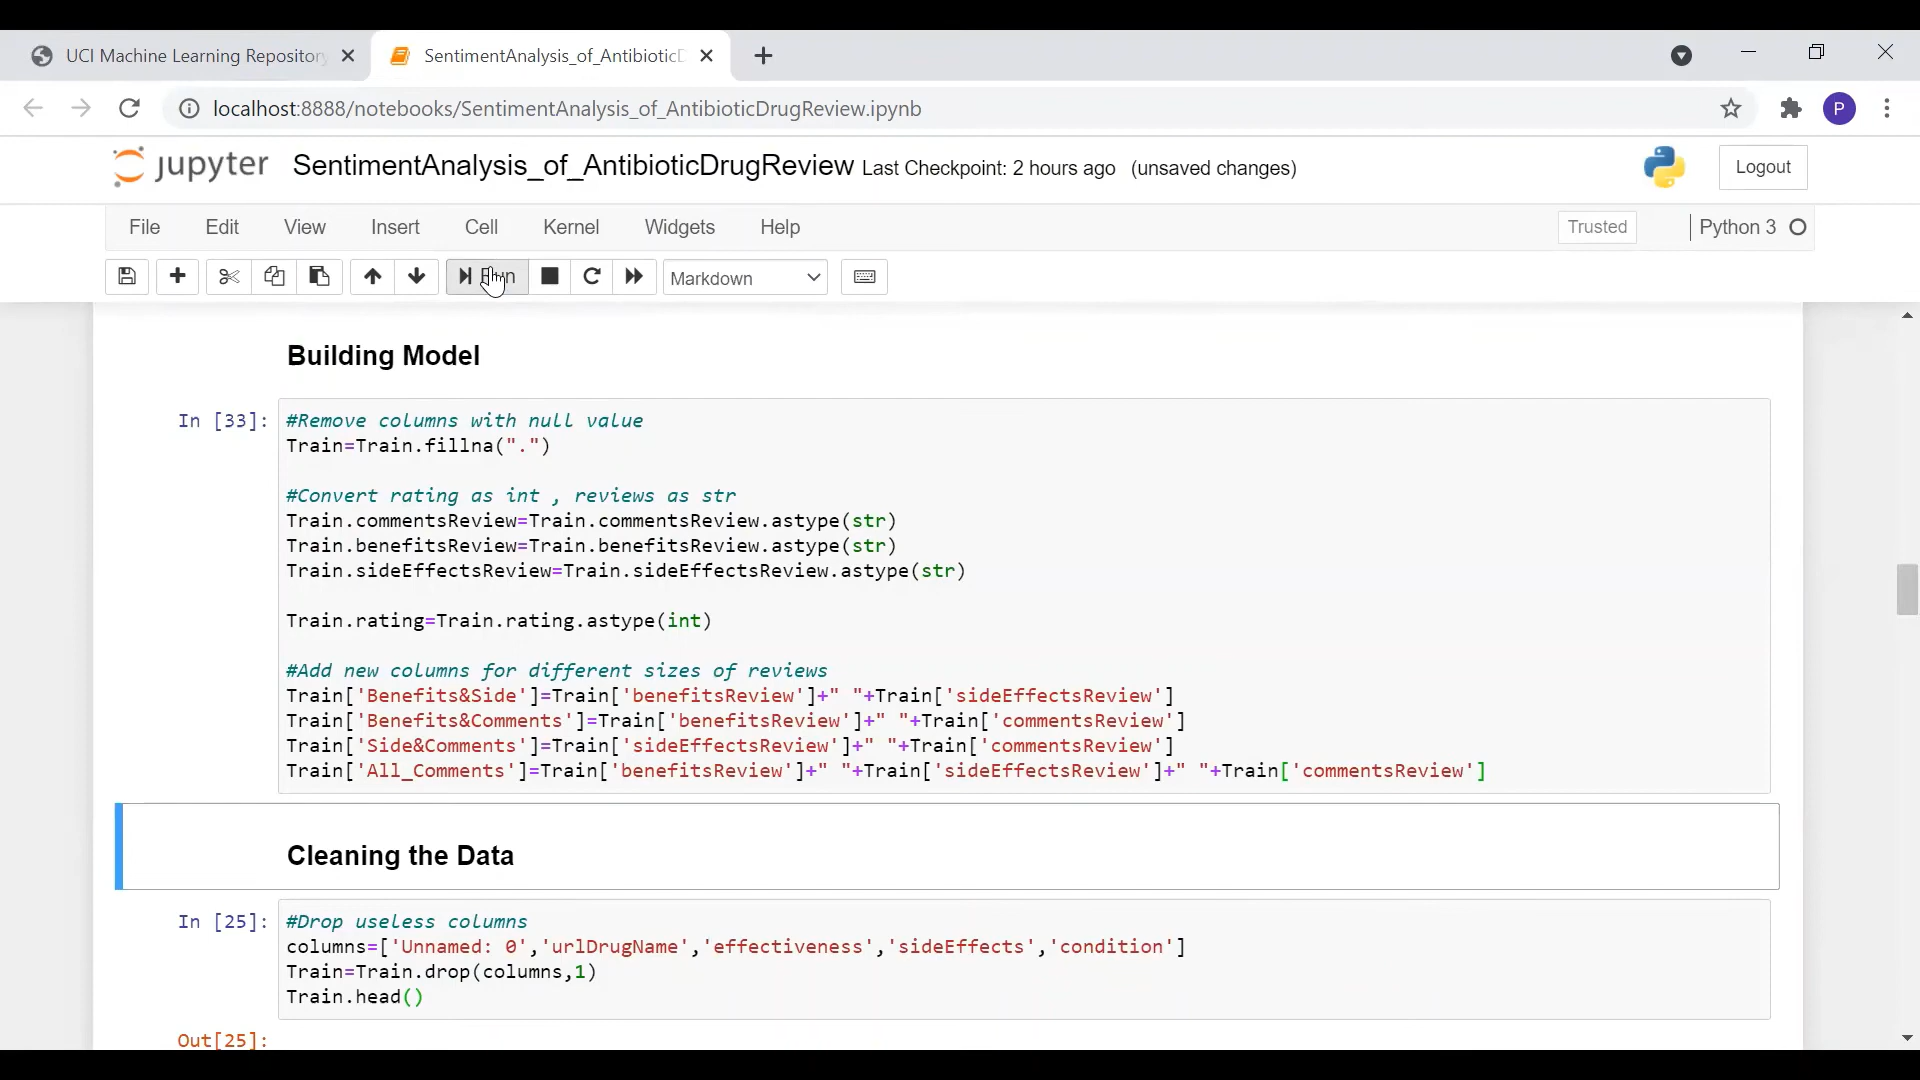 UCI Machine Learning Repository
SentimentAnalysis_of_AntibioticD
localhost:8888/notebooks/SentimentAnalysis_of_AntibioticDrugReview.ipynb
P
jupyter SentimentAnalysis_of_AntibioticDrugReview Last Checkpoint: 2 hours ago (unsaved changes)
Logout
File Edit View Insert Cell Kernel Widgets Help
Trusted
Python 3
Markdown
Building Model
In [33]:
#Remove columns with null value
Train=Train.fillna(".")
#Convert rating as int , reviews as str
Train.commentsReview=Train.commentsReview.astype(str)
Train.benefitsReview=Train.benefitsReview.astype(str)
Train.sideEffectsReview=Train.sideEffectsReview.astype(str)
Train.rating=Train.rating.astype(int)
#Add new columns for different sizes of reviews
Train['Benefits&Side']=Train['benefitsReview']+" "+Train['sideEffectsReview']
Train['Benefits&Comments']=Train['benefitsReview']+" "+Train['commentsReview']
Train['Side&Comments']=Train['sideEffectsReview']+" "+Train['commentsReview']
Train['All_Comments']=Train['benefitsReview']+" "+Train['sideEffectsReview']+" "+Train['commentsReview']
Cleaning the Data
In [25]:
#Drop useless columns
columns=['Unnamed: 0','urlDrugName','effectiveness','sideEffects','condition']
Train=Train.drop(columns,1)
Train.head()
Out[25]: